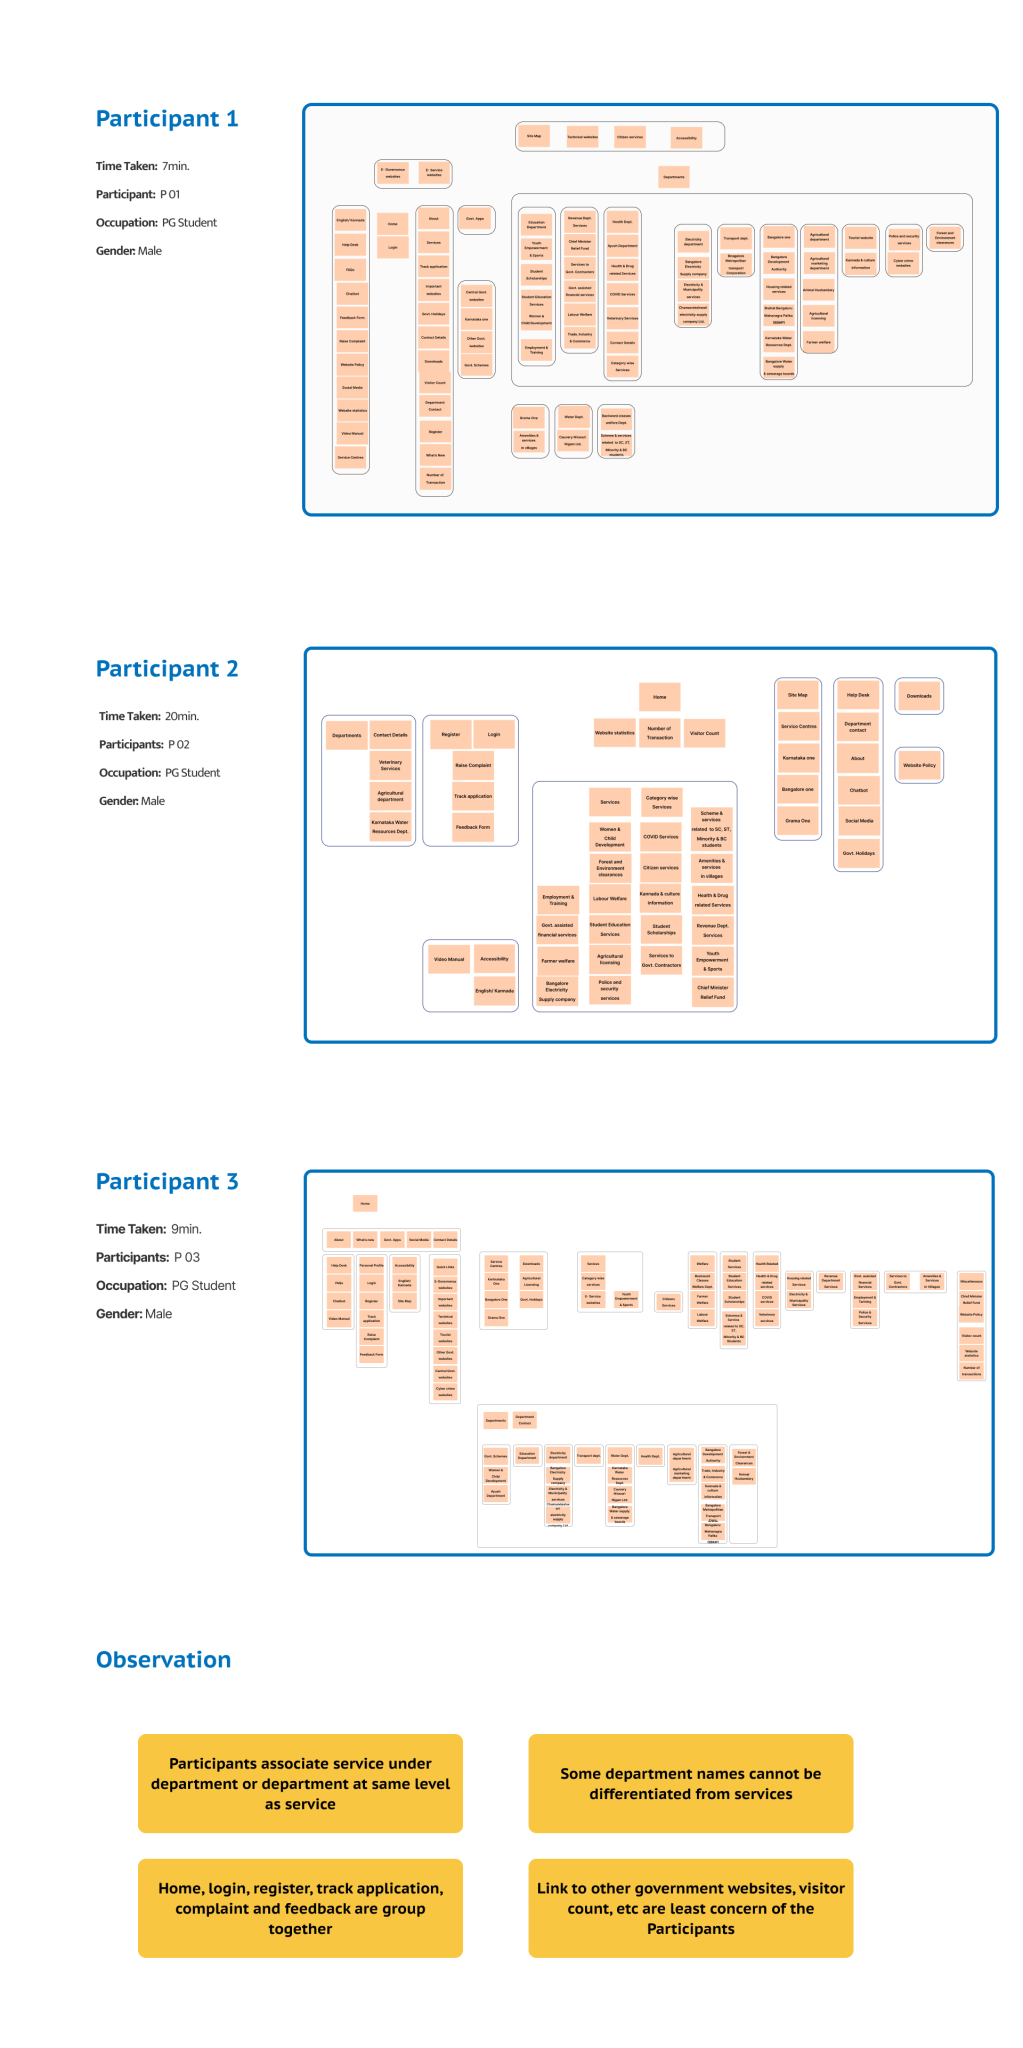 Participant 1
Time Taken: 7min.
Participant: P 01
Occupation: PG Student
Gender: Male
Site Map
Technical websites
Citizen services
Accessibility
E- Governance
websites
E- Service
websites
Departments
English/ Kannada
Help Desk
FAQs
Chatbot
Feedback Form
Raise Complaint
Website Policy
Social Media
Website statistics
Video Manual
Service Centres
Home
Login
About
Services
Track application
Important
websites
Govt. Holidays
Contact Details
Downloads
Visitor Count
Department
Contact
Register
What's New
Number of
Transaction
Govt. Apps
Central Govt.
websites
Karnataka one
Other Govt.
websites
Govt. Schemes
Education
Department
Youth
Empowerment
& Sports
Student
Scholarships
Student Education
Services
Women &
Child Development
Employment &
Training
Revenue Dept.
Services
Chief Minister
Relief Fund
Services to
Govt. Contractors
Govt. assisted
financial services
Labour Welfare
Trade, Industry
& Commerce
Health Dept.
Ayush Department
Health & Drug
related Services
COVID Services
Veterinary Services
Contact Details
Category wise
Services
Electricity
department
Bangalore
Electricity
Supply company
Electricity &
Municipality
services
electricity supply
company Ltd.
Transport dept.
Bangalore
Metropolitan
transport
Corporation
Bangalore one
Bangalore
Development
Authority
Housing related
services
Mahanagara Palike
Karnataka Water
Resources Dept.
Bangalore Water
supply
& sewarage boards
Agricultural
department
Agricultural
marketing
department
Animal Husbandary
Agricultural
licensing
Farmer welfare
Tourist website
Kannada & culture
information
Police and security
services
Cyber crime
websites
Forest and
Environment
clearances
Grama One
Amenities &
services
in villages
Water Dept.
Cauvery Niravari
Nigam Ltd.
Backward classes
welfare Dept.
Scheme & services
related to SC, ST,
Minority & BC
students
Participant 2
Time Taken: 20min.
Participants: P 02
Occupation: PG Student
Gender: Male
Home
Website statistics
Number of
Transaction
Visitor Count
Departments
Contact Details
Veterinary
Services
Agricultural
department
Karnataka Water
Resources Dept.
Register
Login
Raise Complaint
Track application
Feedback Form
Video Manual
Accessibility
English/ Kannada
Employment &
Training
Govt. assisted
financial services
Farmer welfare
Bangalore
Electricity
Supply company
Services
Women &
Child
Development
Forest and
Environment
clearances
Labour Welfare
Student Education
Services
Agricultural
licensing
Police and
security
services
Category wise
Services
COVID Services
Citizen services
Kannada & culture
information
Student
Scholarships
Services to
Govt. Contractors
Scheme &
services
related to SC, ST,
Minority & BC
students
Amenities &
services
in villages
Health & Drug
related Services
Revenue Dept.
Services
Youth
Empowerment
& Sports
Chief Minister
Relief Fund
Site Map
Service Centres
Karnataka one
Bangalore one
Grama One
Help Desk
Department
contact
About
Chatbot
Social Media
Govt. Holidays
Downloads
Website Policy
Participant 3
Time Taken: 9min.
Participants: P 03
Occupation: PG Student
Gender: Male
Home
About
What's new
Govt. Apps
Social Media
Contact Details
Help Desk
FAQs
Chatbot
Video Manual
Personal Profile
Login
Register
Track
application
Raise
Complaint
Feedback Form
Accessibility
English/
Kannada
Site Map
Quick Links
E-Governance
websites
Important
websites
websites
Tourist
websites
Other Govt.
websites
Central Govt.
websites
Cyber crime
websites
Service
Centres
Karnataka
One
Bangalore One
Grama One
Downloads
Agricultural
Licensing
Govt. Holidays
Services
Category wise
services
E- Service
websites
Youth
Empowerment
& Sports
Citizens
Services
Welfare
Backward
Classes
Welfare Dept.
Farmer
Welfare
Labour
Welfare
Student
Services
Student
Education
Services
Student
Scholarships
Schemes &
Service
related to SC,
ST,
Minority & BC
Students
Health Related
Health & Drug
related
services
COVID
services
Veterinary
services
Housing related
Services
Electricity &
Municipality
Services
Revenue
Department
Services
Govt. assisted
financial
Services
Employment &
Training
Police &
Security
Services
Services to
Govt.
Contractors
Amenities &
Services
in Villages
Miscellaneous
Chief Minister
Relief Fund
Website Policy
Visitor count
Website
statistics
Number of
transactions
Departments
Department
Contact
Govt. Schemes
Women &
Child
Development
Ayush
Department
Education
Department
Electricity
department
Bangalore
Electricity
Supply
company
Electricity &
Municipality
services
electricity
supply
company Ltd.
Transport dept.
Water Dept.
Karnataka
Water
Resources
Dept.
Cauvery
Niravari
Nigam Ltd
Bangalore
Water supply
& sewarage
boards
Health Dept.
Agricultural
department
Agricultural
marketing
department
Bangalore
Development
Authority
Trade, Industry
& Commerce
Kannada &
culture
information
Bangalore
Metropolitan
Transport
Mahanagara
Forest &
Environment
Clearances
Animal
Husbandary
Observation
Participants associate service under
department or department at same level
as service
Some department names cannot be
differentiated from services
Home, login, register, track application,
complaint and feedback are group
together
Link to other government websites, visitor
count, etc are least concern of the
Participants